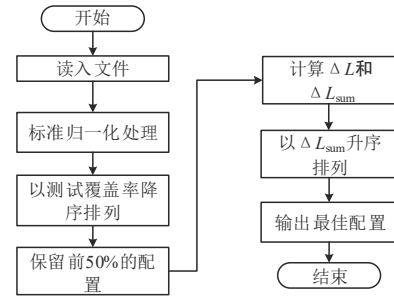 开始
读入文件
标准归一化处理
以测试覆盖率降
序排列
保留前50%的配
置
计算ΔL和
ΔLsum
以ΔLsum升序
排列
输出最佳配置
结束